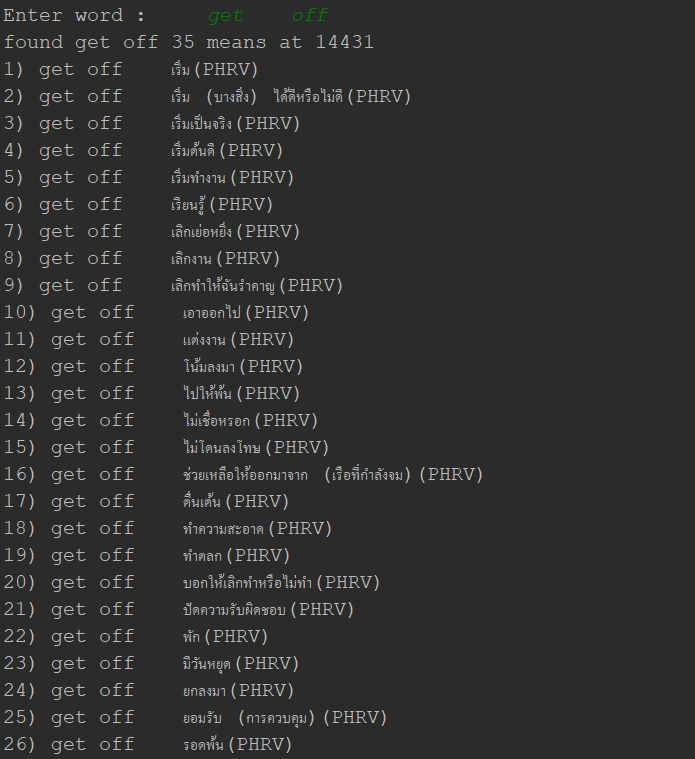 Enter word :     get    off
found get off 35 means at 14431
1) get off    เริ่ม(PHRV)
2) get off    เริ่ม (บางสิ่ง) ได้ดีหรือไม่ดี(PHRV)
3) get off    เริ่มเป็นจริง(PHRV)
4) get off    เริ่มต้นดี(PHRV)
5) get off    เริ่มทำงาน(PHRV)
6) get off    เรียนรู้(PHRV)
7) get off    เลิกเย่อหยิ่ง(PHRV)
8) get off    เลิกงาน(PHRV)
9) get off    เลิกทำให้ฉันรำคาญ(PHRV)
10) get off    เอาออกไป(PHRV)
11) get off    แต่งงาน(PHRV)
12) get off    โน้มลงมา(PHRV)
13) get off    ไปให้พ้น(PHRV)
14) get off    ไม่เชื่อหรอก(PHRV)
15) get off    ไม่โดนลงโทษ(PHRV)
16) get off    ช่วยเหลือให้ออกมาจาก (เรือที่กำลังจม)(PHRV)
17) get off    ตื่นเต้น(PHRV)
18) get off    ทำความสะอาด(PHRV)
19) get off    ทำตลก(PHRV)
20) get off    บอกให้เลิกทำหรือไม่ทำ(PHRV)
21) get off    ปัดความรับผิดชอบ(PHRV)
22) get off    พัก(PHRV)
23) get off    มีวันหยุด(PHRV)
24) get off    ยกลงมา(PHRV)
25) get off    ยอมรับ (การควบคุม)(PHRV)
26) get off    รอดพ้น(PHRV)